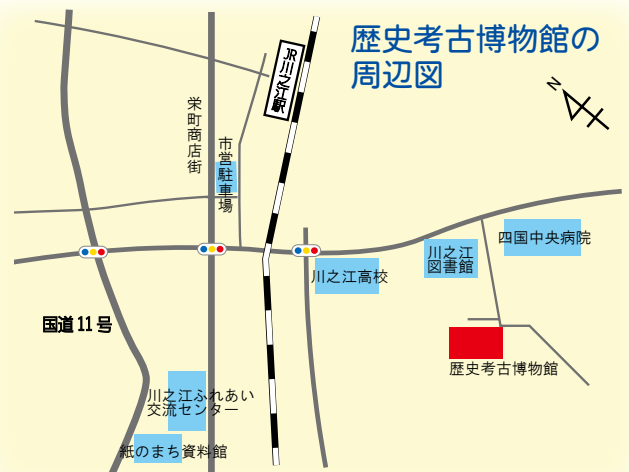 歴史考古博物館の
周辺図
N
JR川之江駅
栄町商店街
市営駐車場
四国中央病院
川之江
図書館
川之江高校
国道11号
歴史考古博物館
川之江ふれあい
交流センター
紙のまち資料館